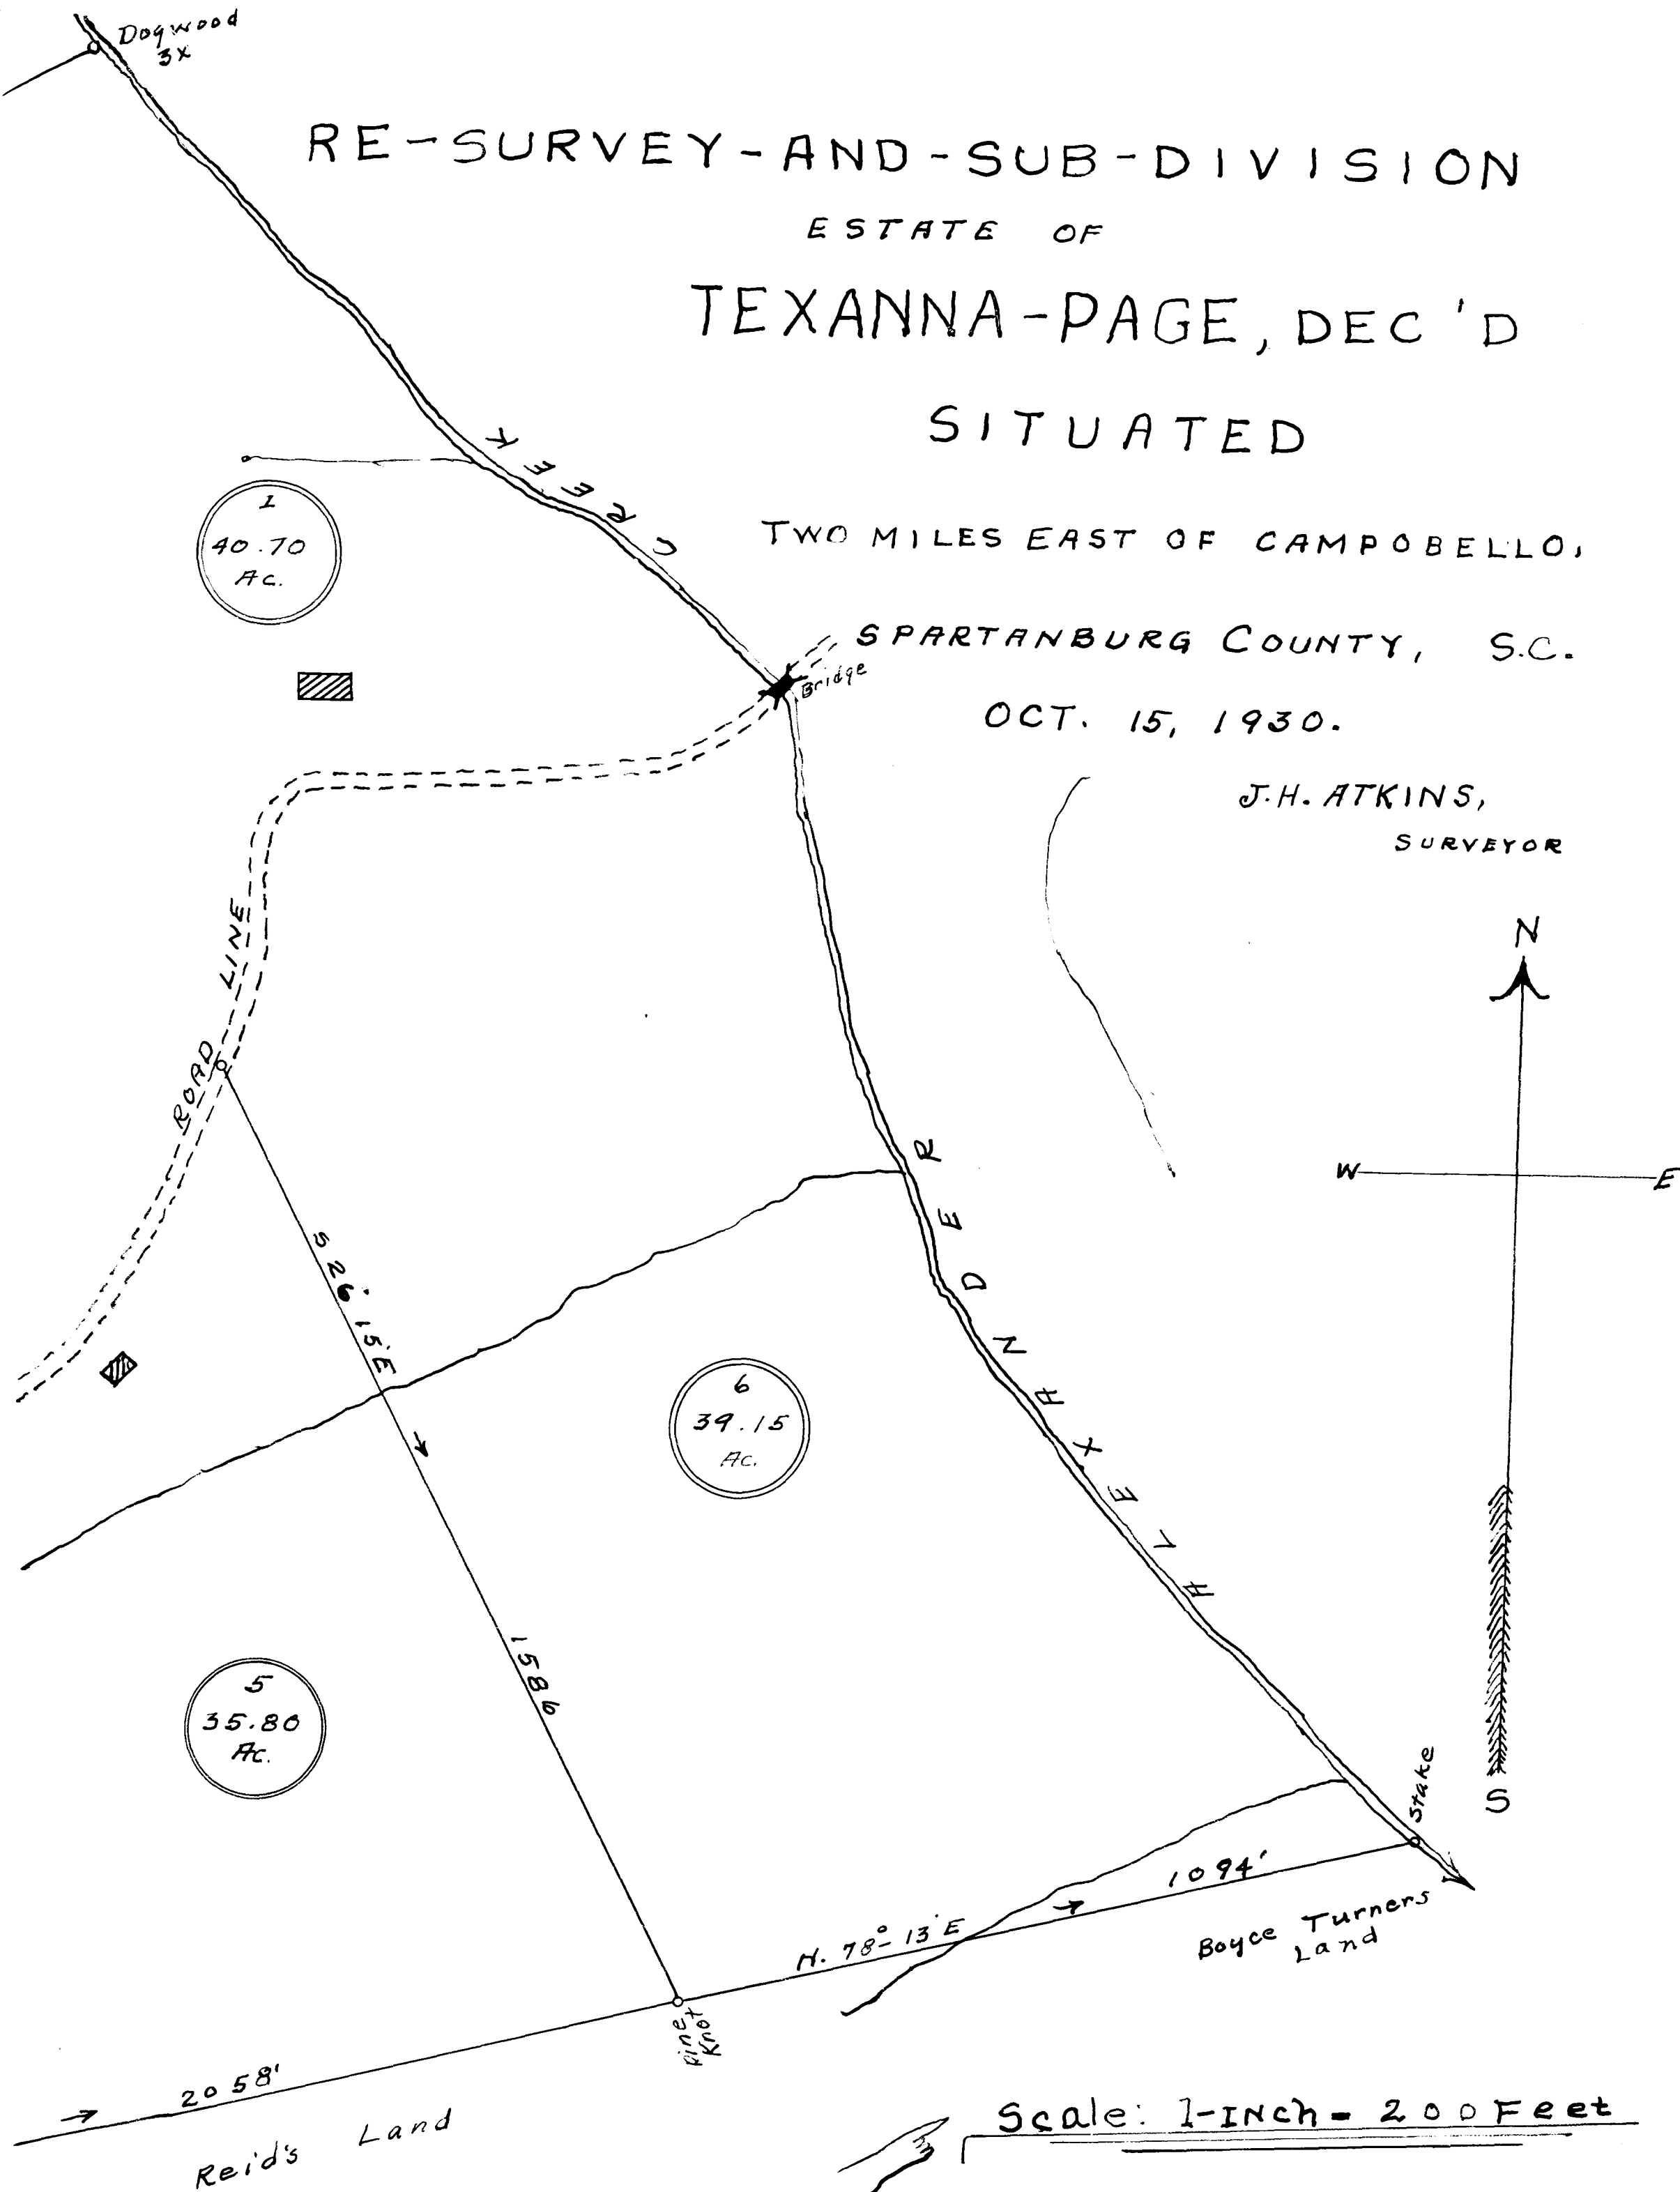 Dogwood
3x
RE-SURVEY-AND-SUB-DIVISION
ESTATE OF
TEXANNA-PAGE, DEC'D
SITUATED
TWO MILES EAST OF CAMPOBELLO,
SPARTANBURG COUNTY, S.C.
OCT. 15, 1930.
J.H. ATKINS,
SURVEYOR
1
40.70
Ac.
Bridge
ROAD LINE
ALEXANDER CREEK
N
W E
S
S 26° 15' E
1586
6
39.15
Ac.
5
35.80
Ac.
Stake
1094'
N. 78°-13' E
Boyce Turners
Land
Pine
Knot
2058'
Reid's Land
Scale: 1-INch = 200 Feet